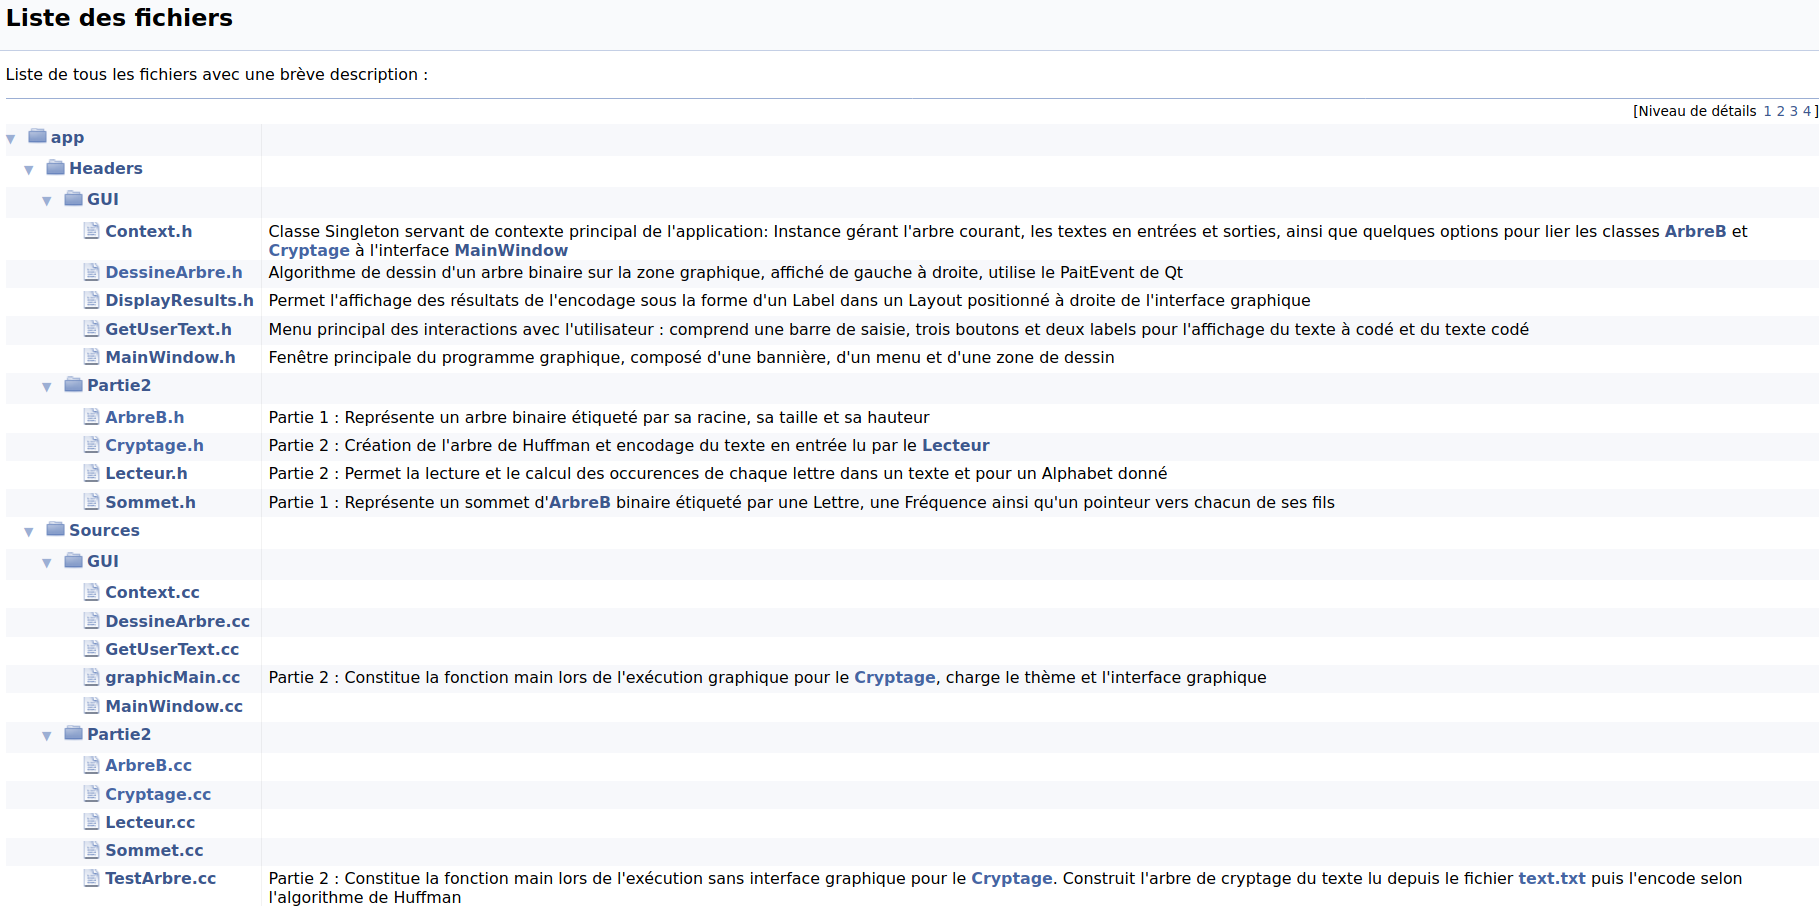 Liste des fichiers
Liste de tous les fichiers avec une brève description :
[Niveau de détails 1 2 3 4]
▼ app
▼ Headers
▼ GUI
Context.h Classe Singleton servant de contexte principal de l'application: Instance gérant l'arbre courant, les textes en entrées et sorties, ainsi que quelques options pour lier les classes ArbreB et
Cryptage à l'interface MainWindow
DessineArbre.h Algorithme de dessin d'un arbre binaire sur la zone graphique, affiché de gauche à droite, utilise le PaitEvent de Qt
DisplayResults.h Permet l'affichage des résultats de l'encodage sous la forme d'un Label dans un Layout positionné à droite de l'interface graphique
GetUserText.h Menu principal des interactions avec l'utilisateur : comprend une barre de saisie, trois boutons et deux labels pour l'affichage du texte à codé et du texte codé
MainWindow.h Fenêtre principale du programme graphique, composé d'une bannière, d'un menu et d'une zone de dessin
▼ Partie2
ArbreB.h Partie 1 : Représente un arbre binaire étiqueté par sa racine, sa taille et sa hauteur
Cryptage.h Partie 2 : Création de l'arbre de Huffman et encodage du texte en entrée lu par le Lecteur
Lecteur.h Partie 2 : Permet la lecture et le calcul des occurences de chaque lettre dans un texte et pour un Alphabet donné
Sommet.h Partie 1 : Représente un sommet d'ArbreB binaire étiqueté par une Lettre, une Fréquence ainsi qu'un pointeur vers chacun de ses fils
▼ Sources
▼ GUI
Context.cc
DessineArbre.cc
GetUserText.cc
graphicMain.cc Partie 2 : Constitue la fonction main lors de l'exécution graphique pour le Cryptage, charge le thème et l'interface graphique
MainWindow.cc
▼ Partie2
ArbreB.cc
Cryptage.cc
Lecteur.cc
Sommet.cc
TestArbre.cc Partie 2 : Constitue la fonction main lors de l'exécution sans interface graphique pour le Cryptage. Construit l'arbre de cryptage du texte lu depuis le fichier text.txt puis l'encode selon
l'algorithme de Huffman